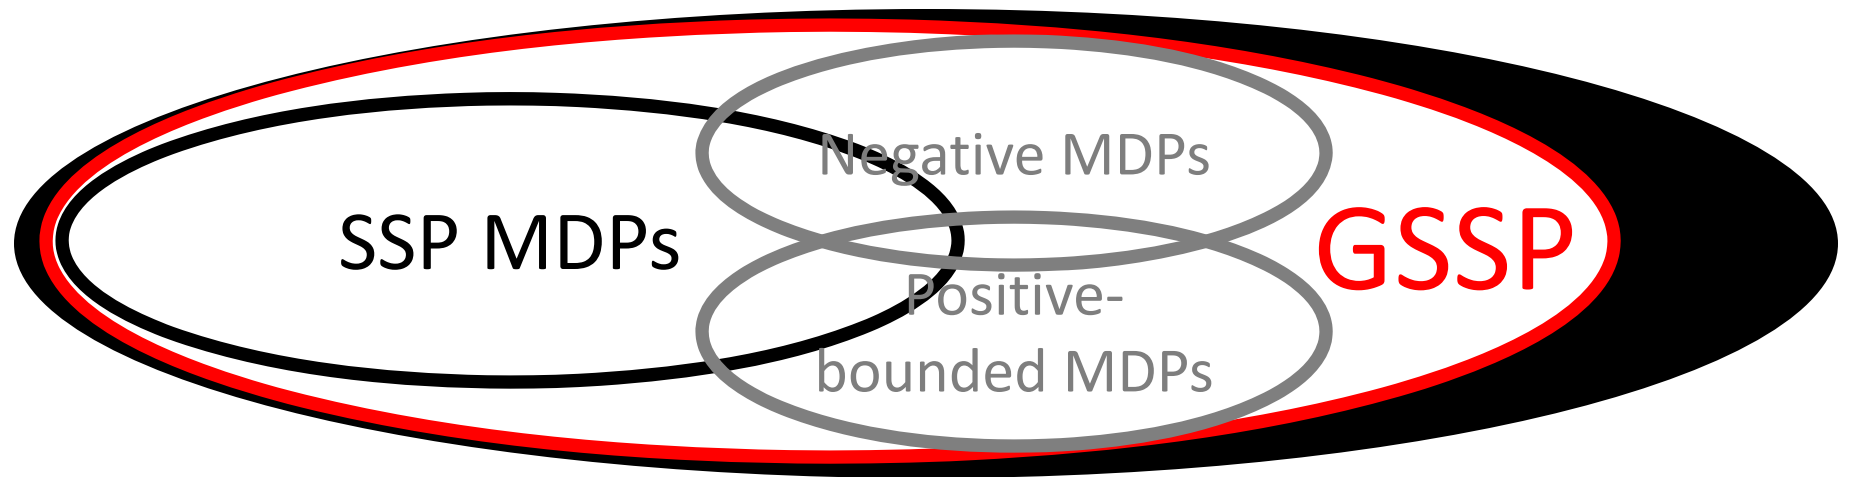 Negative MDPs
SSP MDPs
GSSP
Positive-
bounded MDPs